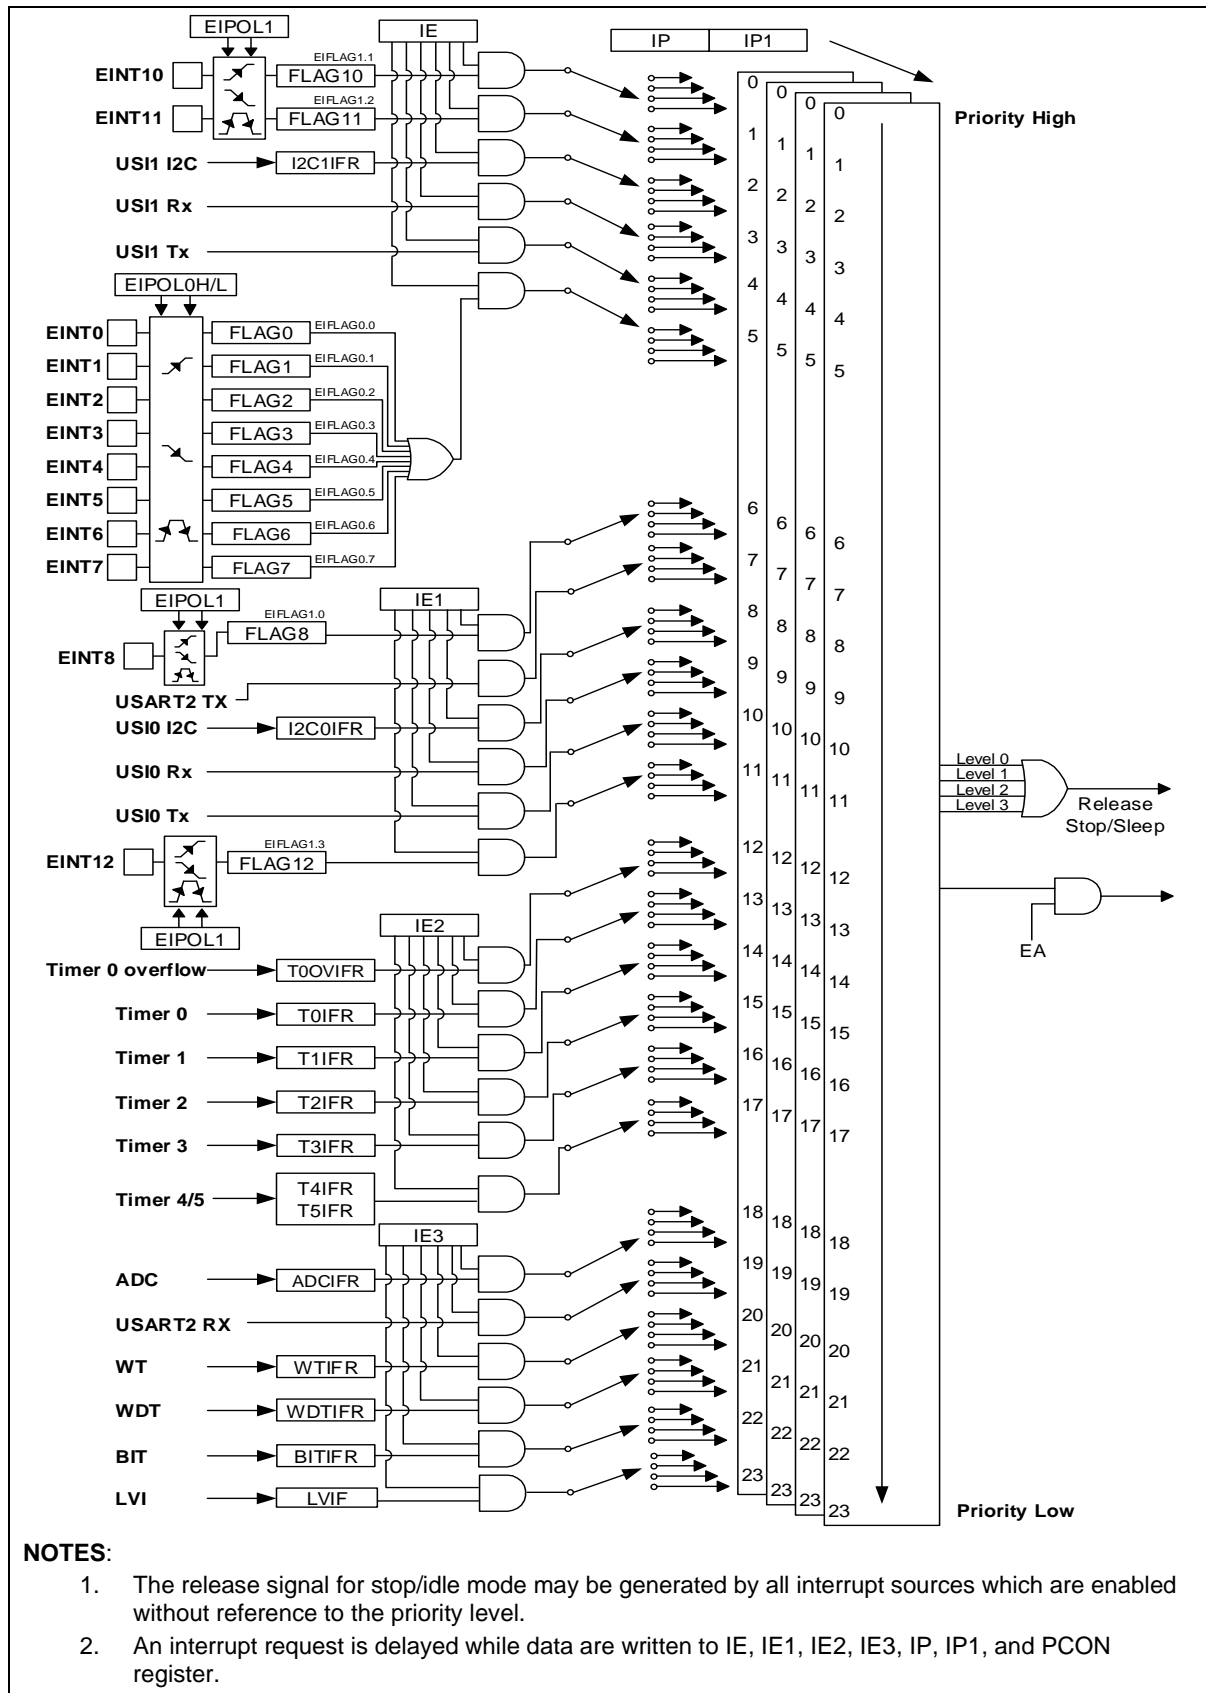 EIPOL1
IE
IP IP1
EINT10
EIFLAG1.1
FLAG10
EINT11
EIFLAG1.2
FLAG11
Priority High
USI1 I2C
I2C1IFR
USI1 Rx
USI1 Tx
EIPOL0H/L
EINT0
FLAG0
EIFLAG0.0
EINT1
FLAG1
EIFLAG0.1
EINT2
FLAG2
EIFLAG0.2
EINT3
FLAG3
EIFLAG0.3
EINT4
FLAG4
EIFLAG0.4
EINT5
FLAG5
EIFLAG0.5
EINT6
FLAG6
EIFLAG0.6
EINT7
FLAG7
EIFLAG0.7
EIPOL1
IE1
EIFLAG1.0
FLAG8
EINT8
USART2 TX
USI0 I2C
I2C0IFR
USI0 Rx
USI0 Tx
EINT12
EIFLAG1.3
FLAG12
EIPOL1
IE2
Timer 0 overflow
T0OVIFR
Timer 0
T0IFR
Timer 1
T1IFR
Timer 2
T2IFR
Timer 3
T3IFR
Timer 4/5
T4IFR
T5IFR
IE3
ADC
ADCIFR
USART2 RX
WT
WTIFR
WDT
WDTIFR
BIT
BITIFR
LVI
LVIF
0 0 0 0
1 1 1 1
2 2 2 2
3 3 3 3
4 4 4 4
5 5 5 5
6 6 6 6
7 7 7 7
8 8 8 8
9 9 9 9
10 10 10 10
11 11 11 11
12 12 12 12
13 13 13 13
14 14 14 14
15 15 15 15
16 16 16 16
17 17 17 17
18 18 18 18
19 19 19 19
20 20 20 20
21 21 21 21
22 22 22 22
23 23 23 23
Level 0
Level 1
Level 2
Level 3
Release
Stop/Sleep
EA
Priority Low
NOTES:
1. The release signal for stop/idle mode may be generated by all interrupt sources which are enabled
without reference to the priority level.
2. An interrupt request is delayed while data are written to IE, IE1, IE2, IE3, IP, IP1, and PCON
register.